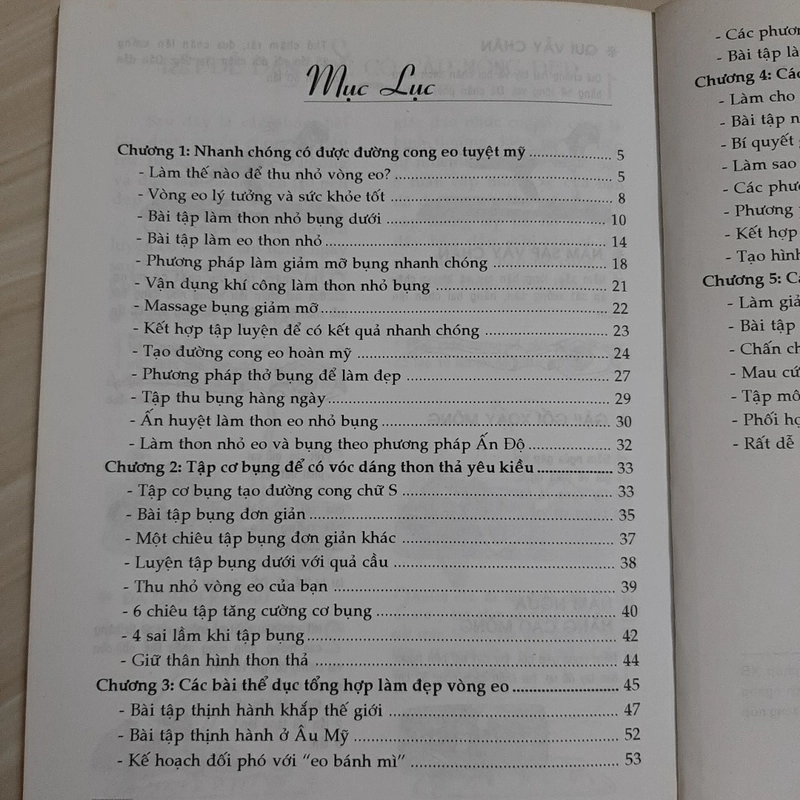 Mục Lục
Chương 1: Nhanh chóng có được đường cong eo tuyệt mỹ ................ 5
- Làm thế nào để thu nhỏ vòng eo? ................ 5
- Vòng eo lý tưởng và sức khỏe tốt ................ 8
- Bài tập làm thon nhỏ bụng dưới ................ 10
- Bài tập làm eo thon nhỏ ................ 14
- Phương pháp làm giảm mỡ bụng nhanh chóng ................ 18
- Vận dụng khí công làm thon nhỏ bụng ................ 21
- Massage bụng giảm mỡ ................ 22
- Kết hợp tập luyện để có kết quả nhanh chóng ................ 23
- Tạo đường cong eo hoàn mỹ ................ 24
- Phương pháp thở bụng để làm đẹp ................ 27
- Tập thu bụng hàng ngày ................ 29
- Ấn huyệt làm thon eo nhỏ bụng ................ 30
- Làm thon nhỏ eo và bụng theo phương pháp Ấn Độ ................ 32
Chương 2: Tập cơ bụng để có vóc dáng thon thả yêu kiều ................ 33
- Tập cơ bụng tạo đường cong chữ S ................ 33
- Bài tập bụng đơn giản ................ 35
- Một chiêu tập bụng đơn giản khác ................ 37
- Luyện tập bụng dưới với quả cầu ................ 38
- Thu nhỏ vòng eo của bạn ................ 39
- 6 chiêu tập tăng cường cơ bụng ................ 40
- 4 sai lầm khi tập bụng ................ 42
- Giữ thân hình thon thả ................ 44
Chương 3: Các bài thể dục tổng hợp làm đẹp vòng eo ................ 45
- Bài tập thịnh hành khắp thế giới ................ 47
- Bài tập thịnh hành ở Âu Mỹ ................ 52
- Kế hoạch đối phó với "eo bánh mì" ................ 53
- Các phươn
- Bài tập là
Chương 4: Các
- Làm cho
- Bài tập n
- Bí quyết
- Làm sao
- Các phư
- Phương
- Kết hợp
- Tạo hình
Chương 5: Cá
- Làm giả
- Bài tập
- Chấn ch
- Mau cứ
- Tập mô
- Phối hợ
- Rất dễ